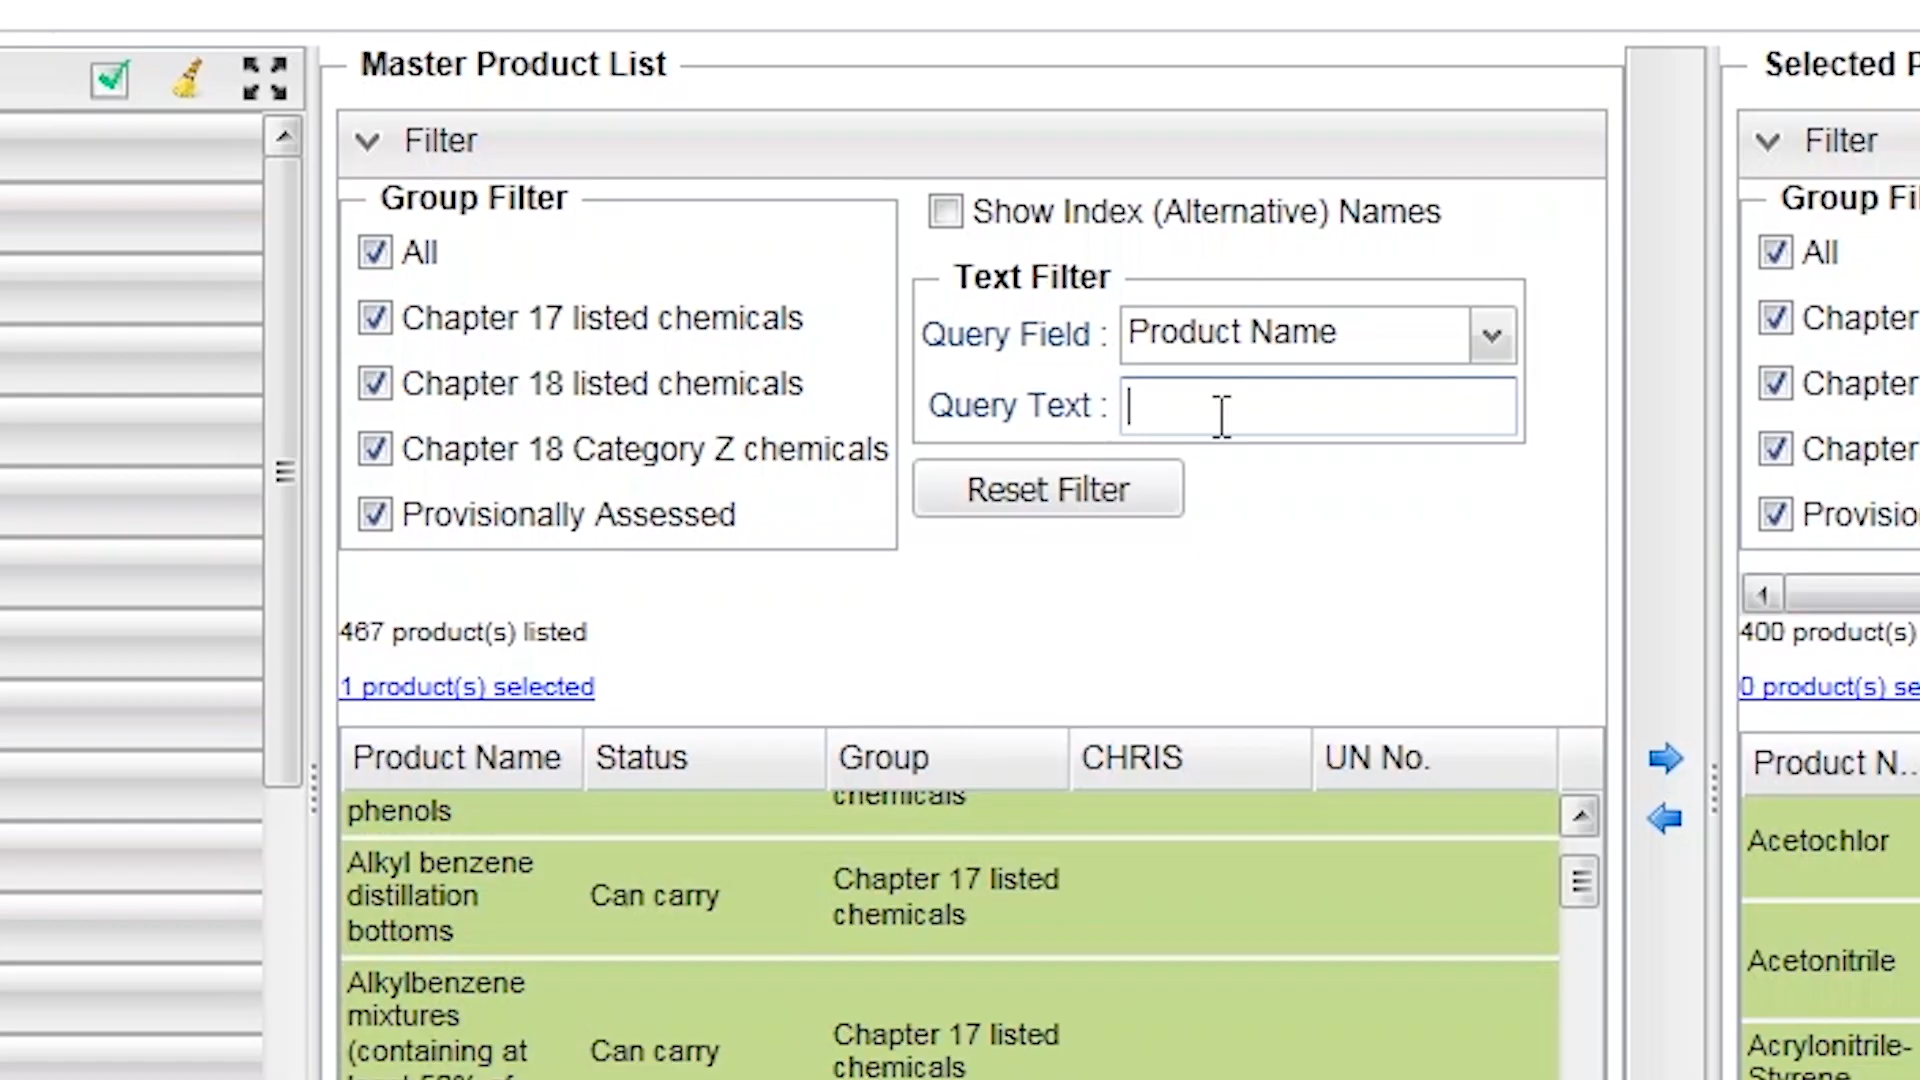 Master Product List
Filter
Group Filter
All
Chapter 17 listed chemicals
Chapter 18 listed chemicals
Chapter 18 Category Z chemicals
Provisionally Assessed
Show Index (Alternative) Names
Text Filter
Query Field :
Product Name
Query Text :
Reset Filter
467 product(s) listed
1 product(s) selected
Product Name Status Group CHRIS UN No.
chemicals
phenols
Alkyl benzene
distillation
bottoms
Can carry
Chapter 17 listed
chemicals
Alkylbenzene
mixtures
(containing at
Can carry
Chapter 17 listed
chemicals
Selected P
Filter
Group Fil
All
Chapter
Chapter
Chapter
Provisio
400 product(s)
0 product(s) se
Product N...
Acetochlor
Acetonitrile
Acrylonitrile-
Styrene